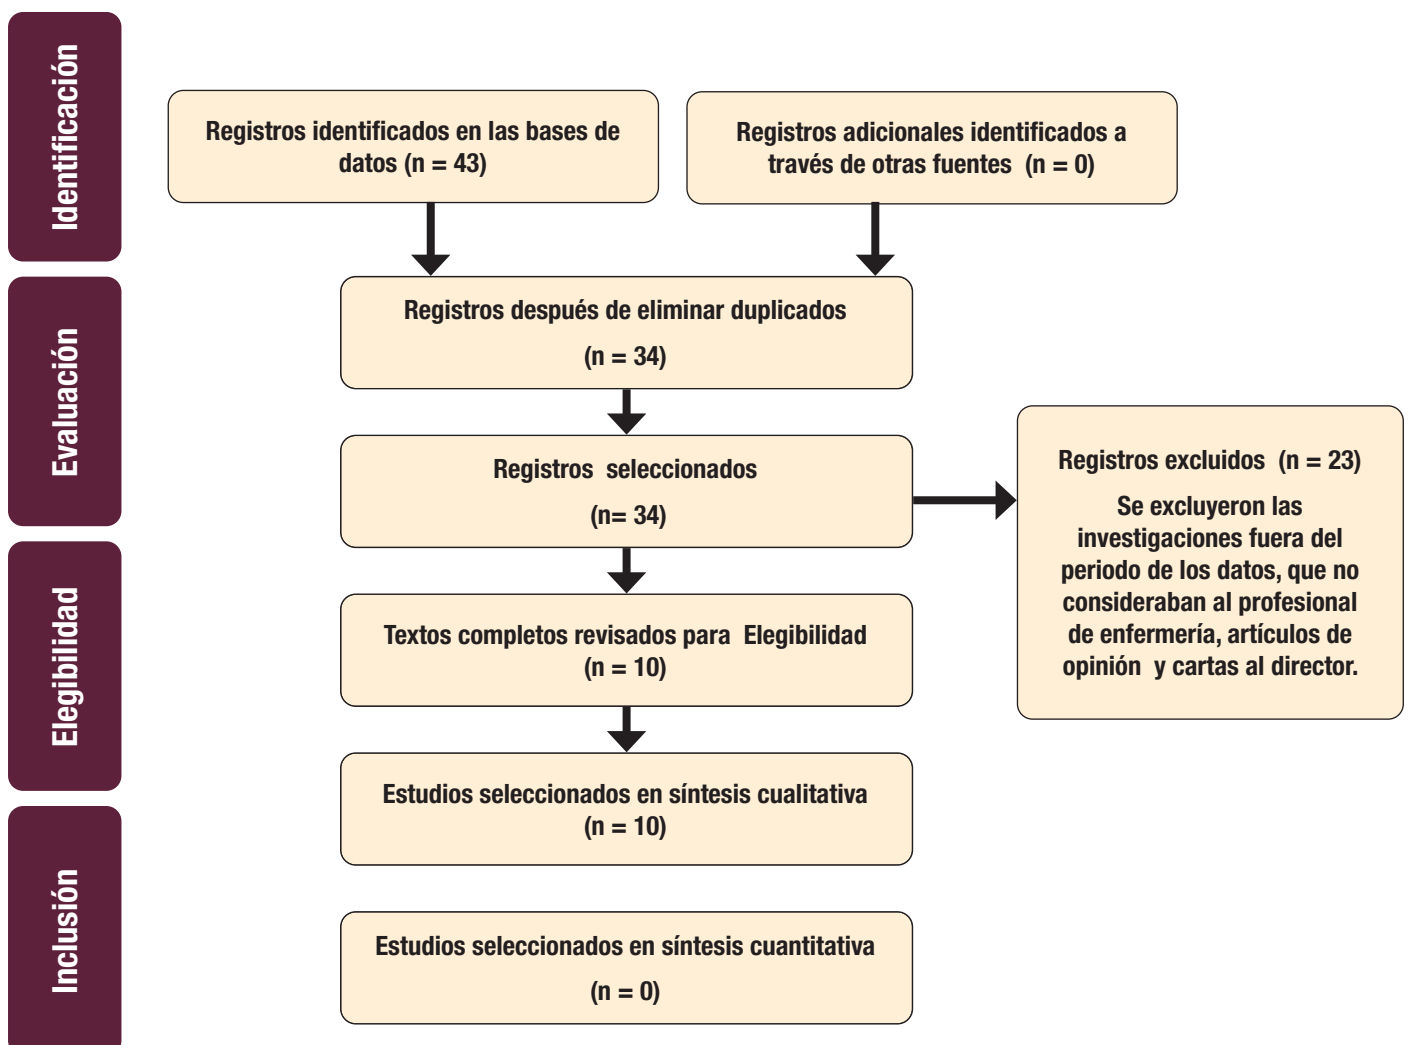 Identificación
Registros identificados en las bases de
datos (n = 43)
Registros adicionales identificados a
través de otras fuentes (n = 0)
Evaluación
Registros después de eliminar duplicados
(n = 34)
Registros seleccionados
(n= 34)
Registros excluidos (n = 23)
Se excluyeron las
investigaciones fuera del
periodo de los datos, que no
consideraban al profesional
de enfermería, artículos de
opinión y cartas al director.
Elegibilidad
Textos completos revisados para Elegibilidad
(n = 10)
Estudios seleccionados en síntesis cualitativa
(n = 10)
Inclusión
Estudios seleccionados en síntesis cuantitativa
(n = 0)